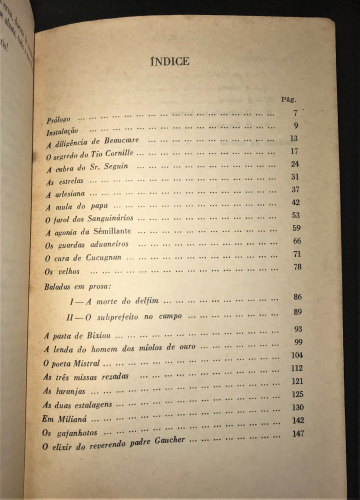 ÍNDICE
Pág.
Prólogo ... 7
Instalação ... 9
A diligência de Beaucaire ... 13
O segredo do Tio Cornille ... 17
A cabra do Sr. Seguin ... 24
As estrelas ... 31
A arlesiana ... 37
A mula do papa ... 42
O farol dos Sanguinários ... 53
A agonia da Sémillante ... 59
Os guardas aduaneiros ... 66
O cura de Cucugnan ... 71
Os velhos ... 78
Baladas em prosa:
I — A morte do delfim ... 86
II — O subprefeito no campo ... 89
A pasta de Bixiou ... 93
A lenda do homem dos miolos de ouro ... 99
O poeta Mistral ... 104
As três missas rezadas ... 112
As laranjas ... 121
As duas estalagens ... 125
Em Milianá ... 130
Os gafanhotos ... 142
O elixir do reverendo padre Gaucher ... 147